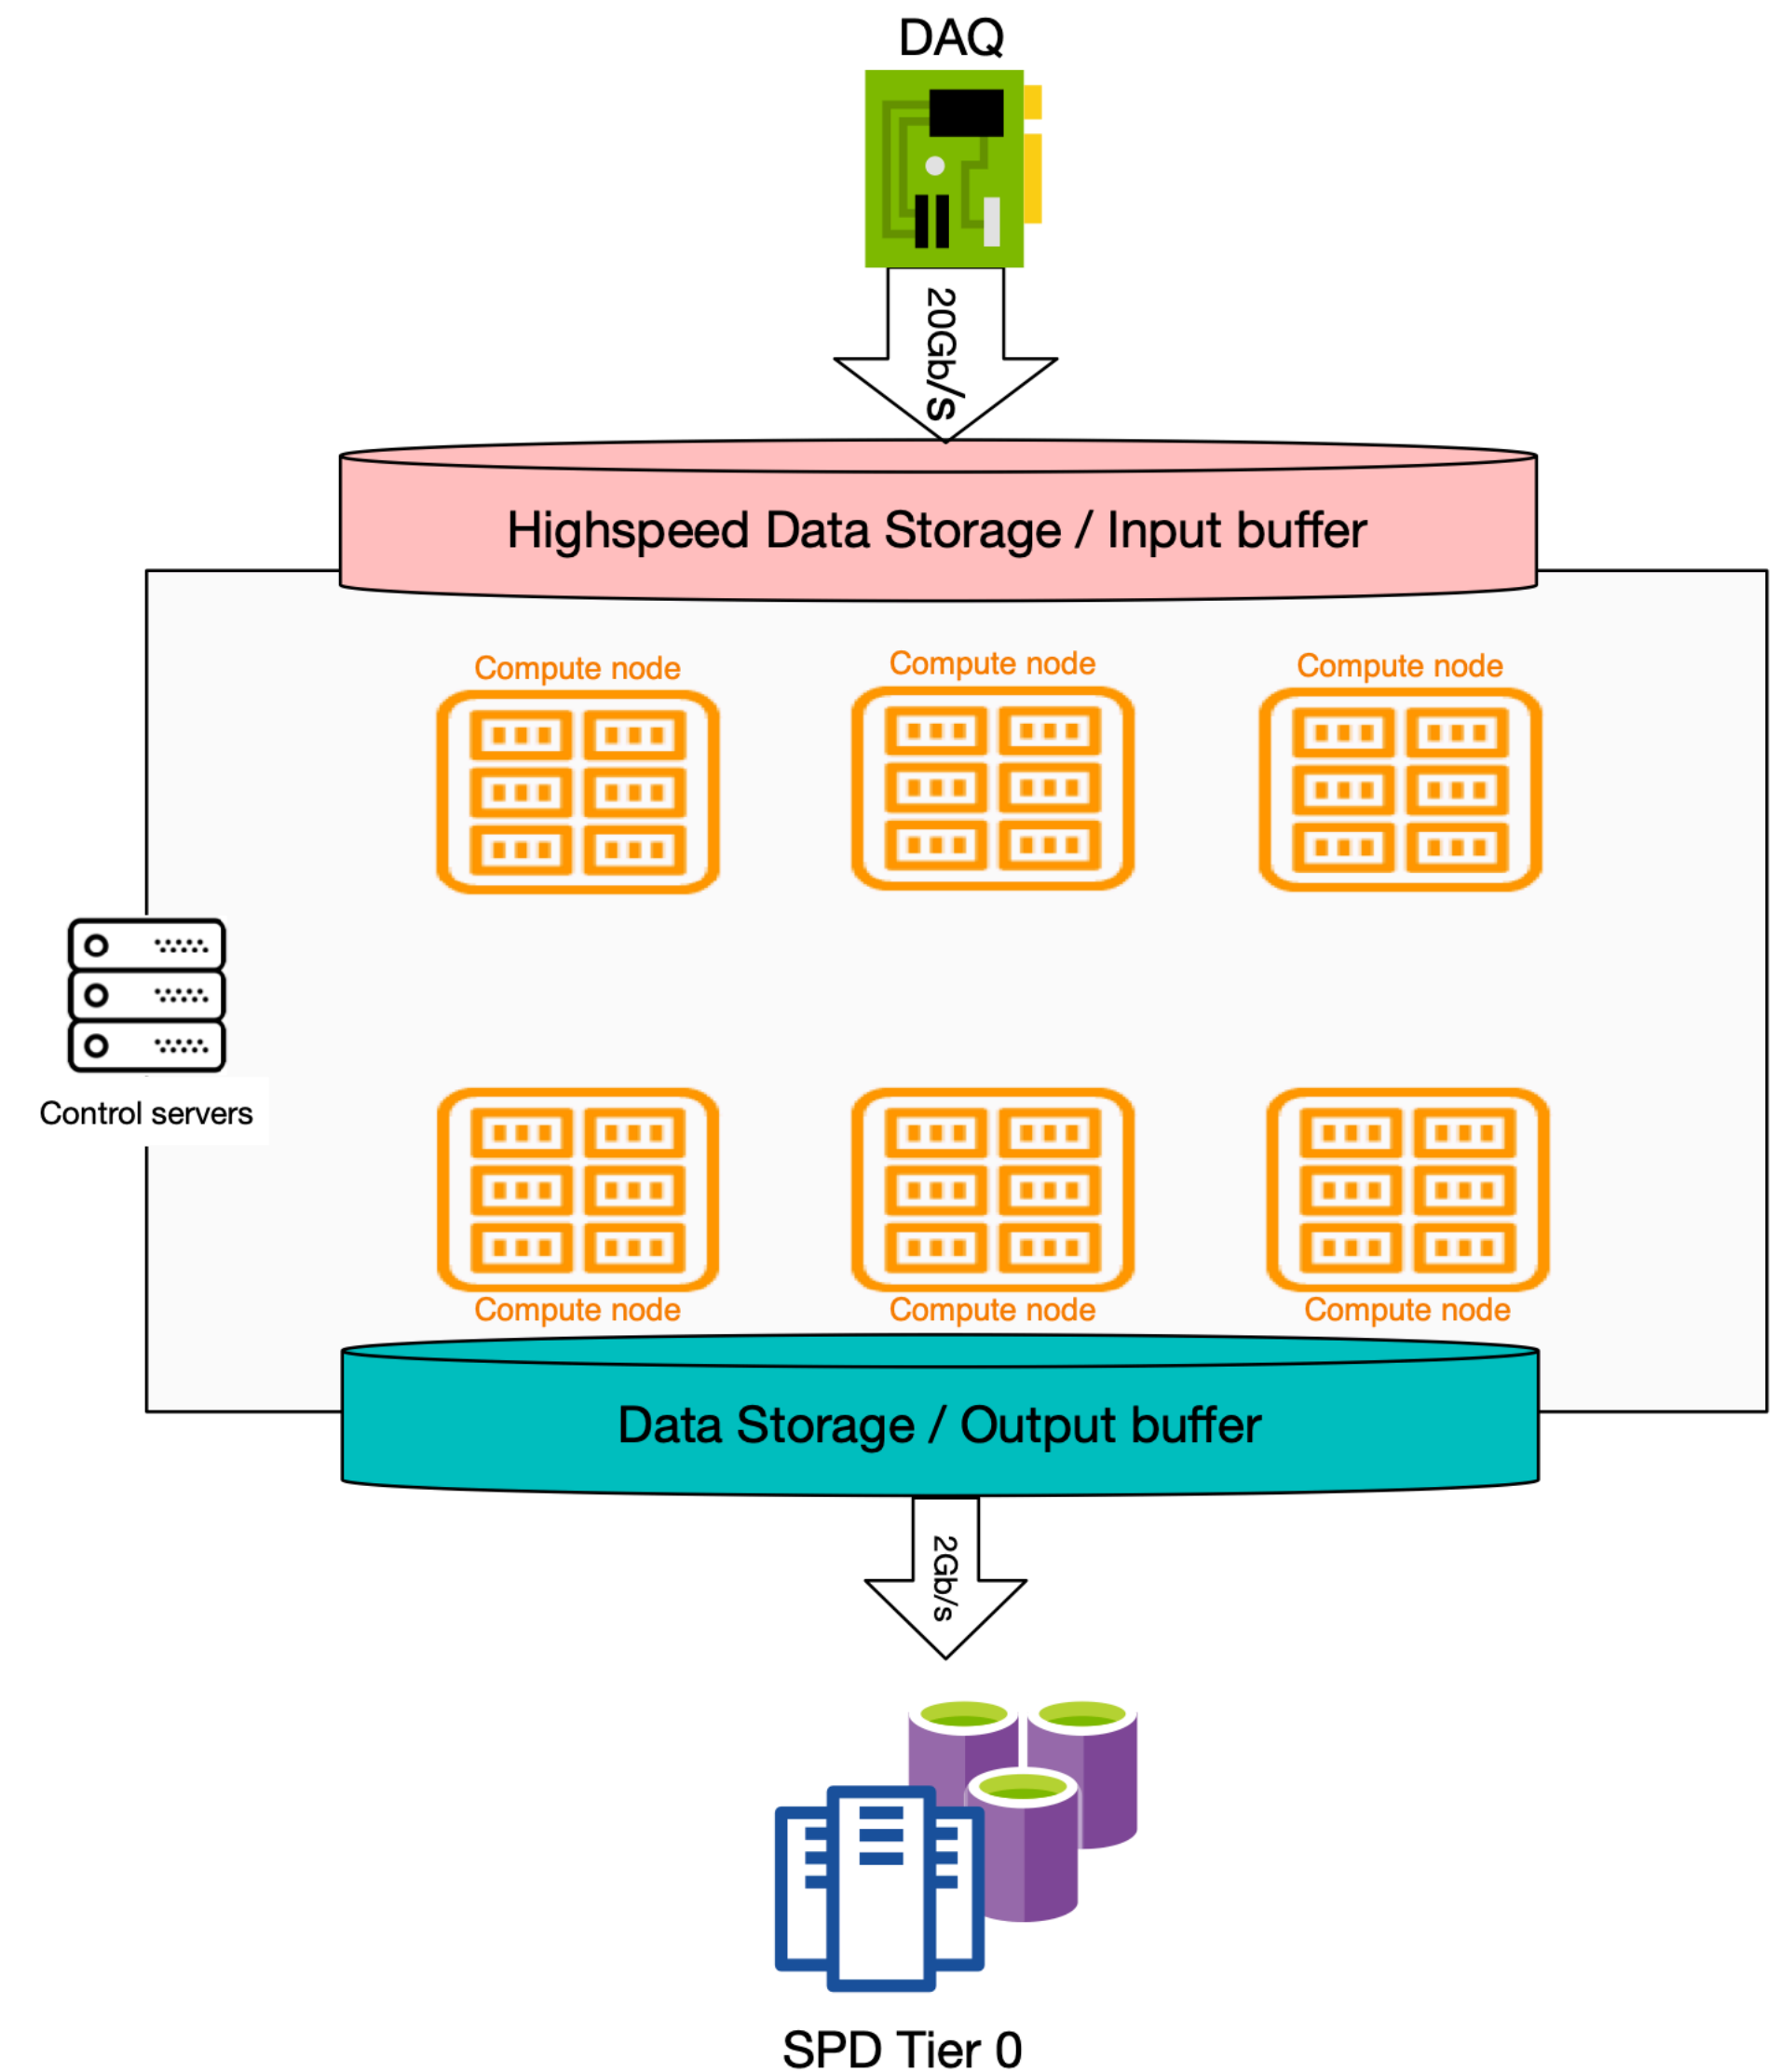 DAQ
20Gb/s
Highspeed Data Storage / Input buffer
Compute node
Compute node
Compute node
Control servers
Compute node
Compute node
Compute node
Data Storage / Output buffer
2Gb/s
SPD Tier 0